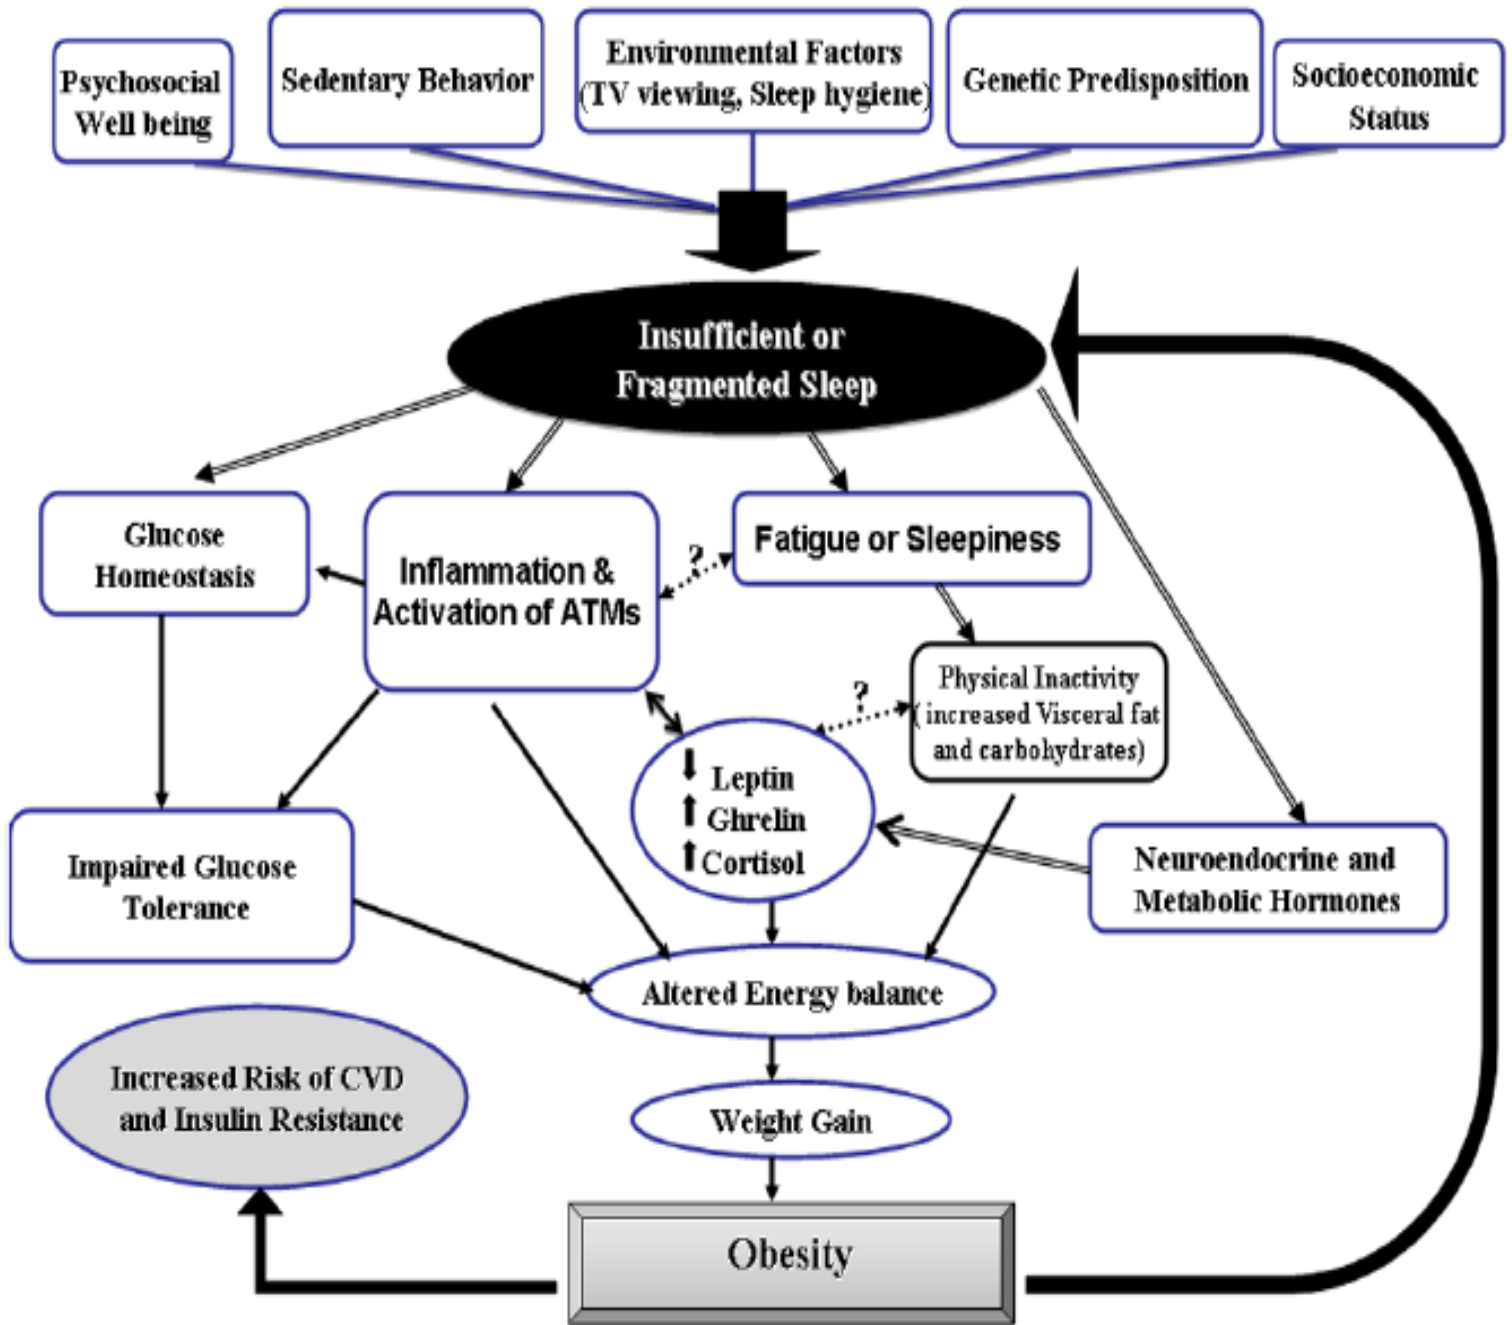 Psychosocial
Well being
Sedentary Behavior
Environmental Factors
(TV viewing, Sleep hygiene)
Genetic Predisposition
Socioeconomic
Status
Insufficient or
Fragmented Sleep
Glucose
Homeostasis
Inflammation &
Activation of ATMs
?
Fatigue or Sleepiness
?
Physical Inactivity
( increased Visceral fat
and carbohydrates)
Leptin
Ghrelin
Cortisol
Impaired Glucose
Tolerance
Neuroendocrine and
Metabolic Hormones
Altered Energy balance
Increased Risk of CVD
and Insulin Resistance
Weight Gain
Obesity